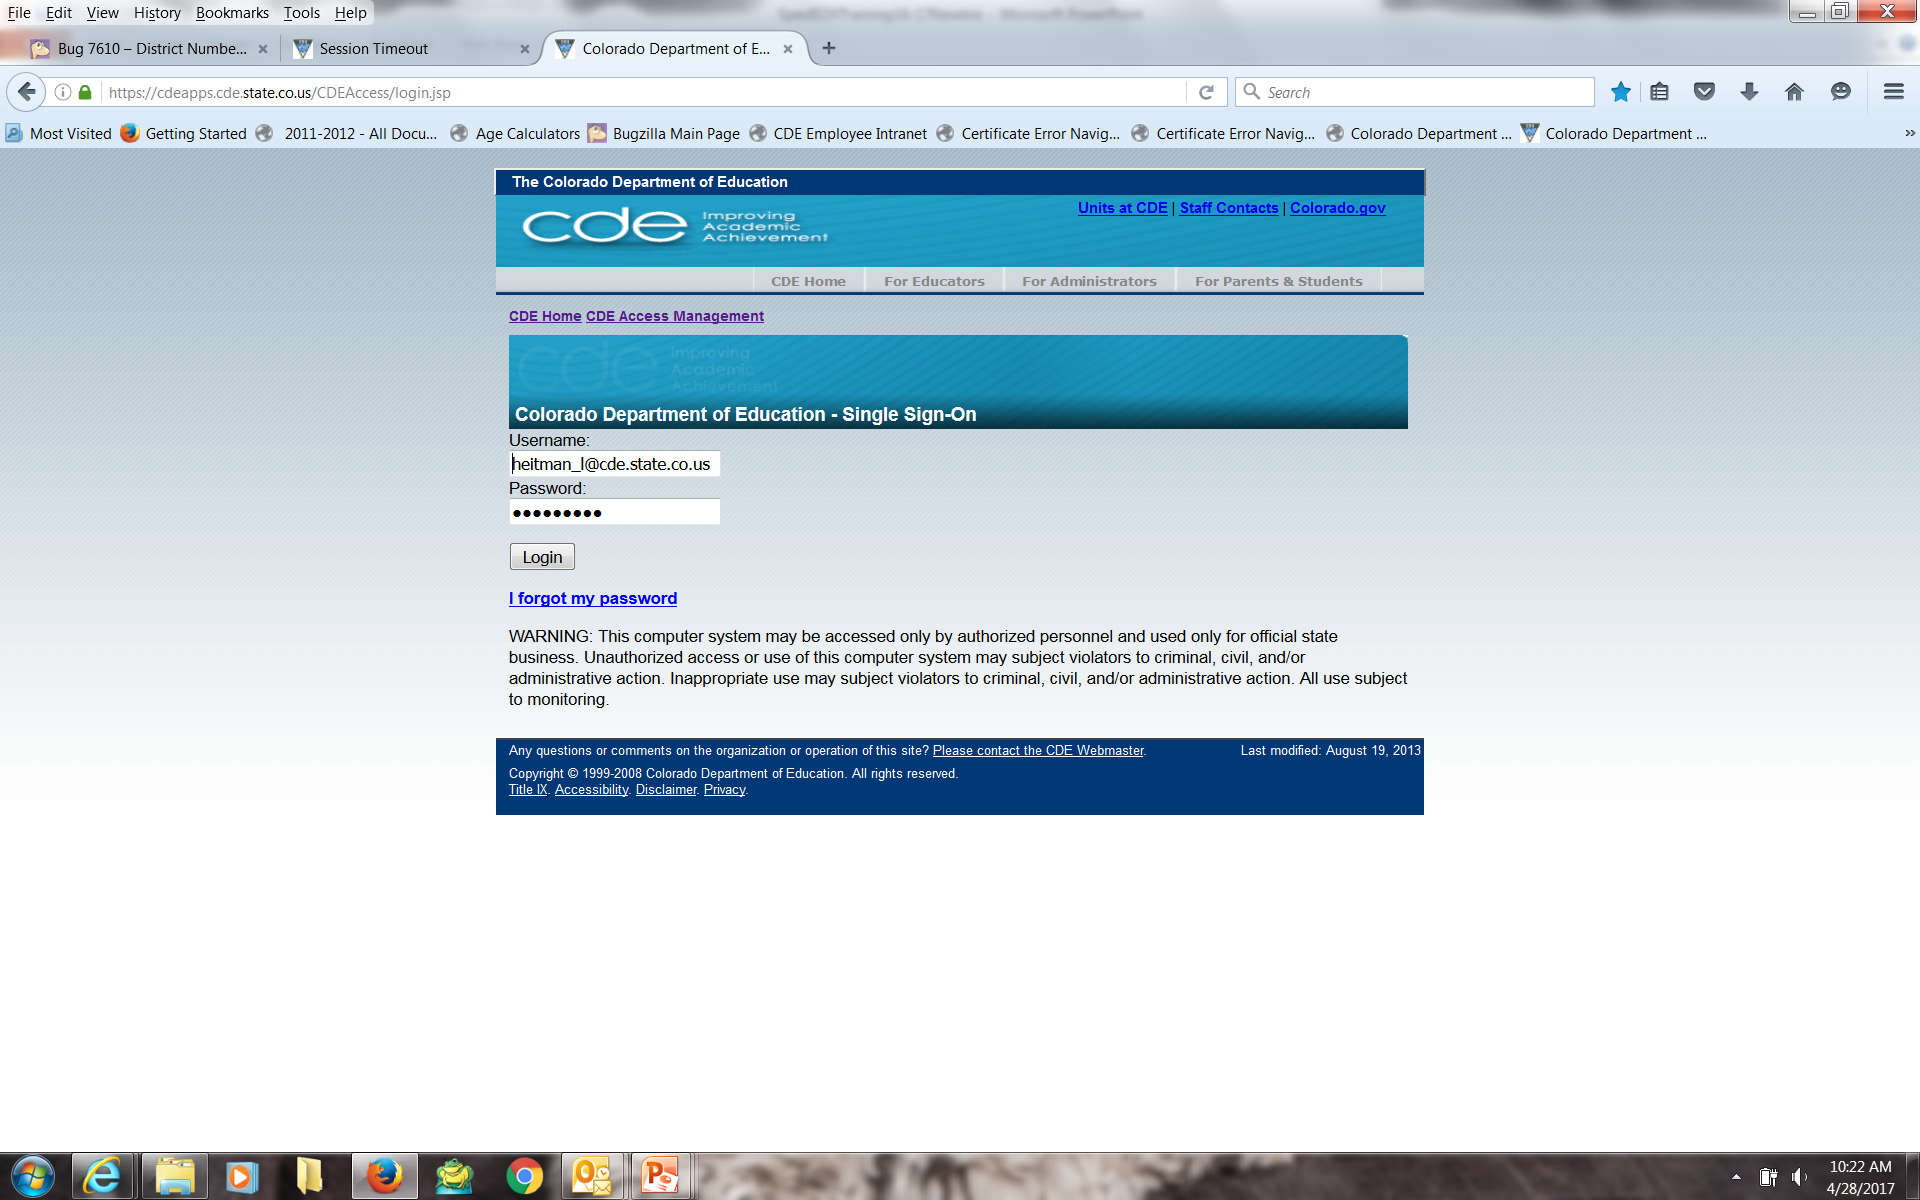 File Edit View History Bookmarks Tools Help
Bug 7610 – District Numbe... Session Timeout Colorado Department of E...
https://cdeapps.cde.state.co.us/CDEAccess/login.jsp Search
Most Visited Getting Started 2011-2012 - All Docu... Age Calculators Bugzilla Main Page CDE Employee Intranet Certificate Error Navig... Certificate Error Navig... Colorado Department ... Colorado Department ...
The Colorado Department of Education
Units at CDE | Staff Contacts | Colorado.gov
cde Improving
Academic
Achievement
CDE Home For Educators For Administrators For Parents & Students
CDE Home CDE Access Management
cde Improving
Academic
Achievement
Colorado Department of Education - Single Sign-On
Username:
heitman_l@cde.state.co.us
Password:
Login
I forgot my password
WARNING: This computer system may be accessed only by authorized personnel and used only for official state
business. Unauthorized access or use of this computer system may subject violators to criminal, civil, and/or
administrative action. Inappropriate use may subject violators to criminal, civil, and/or administrative action. All use subject
to monitoring.
Any questions or comments on the organization or operation of this site? Please contact the CDE Webmaster. Last modified: August 19, 2013
Copyright © 1999-2008 Colorado Department of Education. All rights reserved.
Title IX. Accessibility. Disclaimer. Privacy.
10:22 AM
4/28/2017